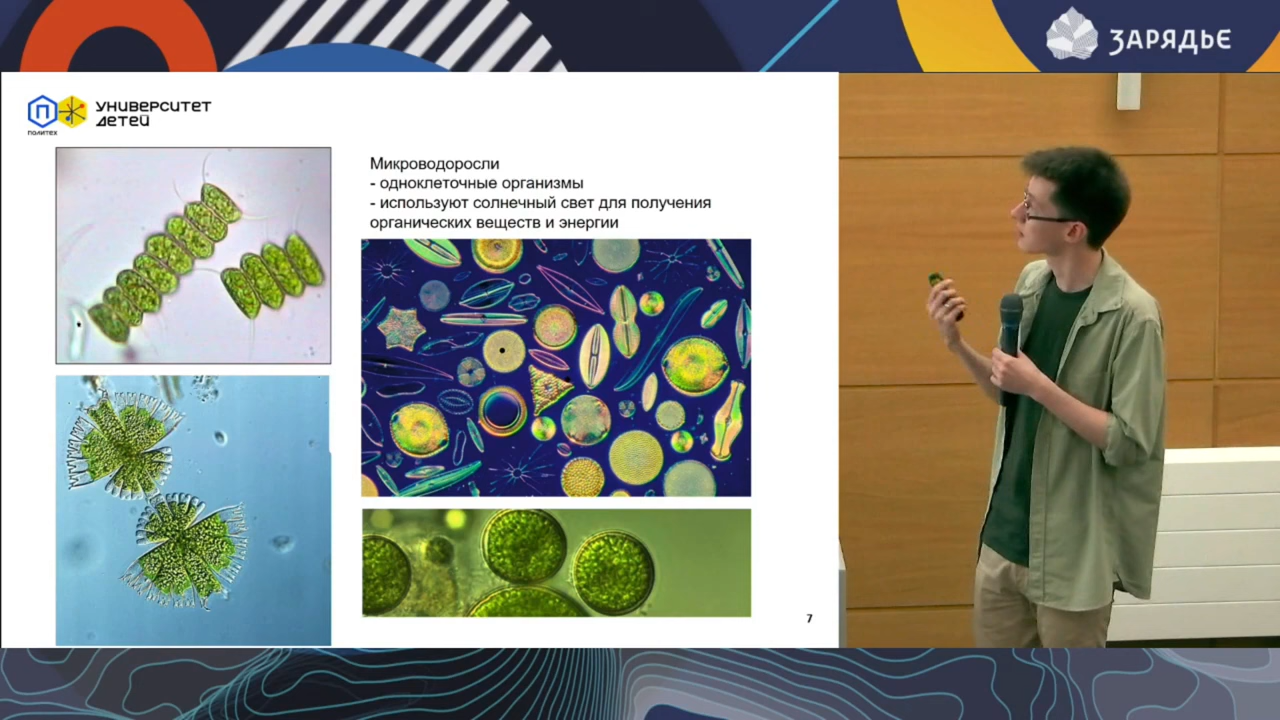 ЗАРЯДЬЕ
ПОЛИТЕХ
УНИВЕРСИТЕТ
ДЕТЕЙ
Микроводоросли
- одноклеточные организмы
- используют солнечный свет для получения
органических веществ и энергии
7